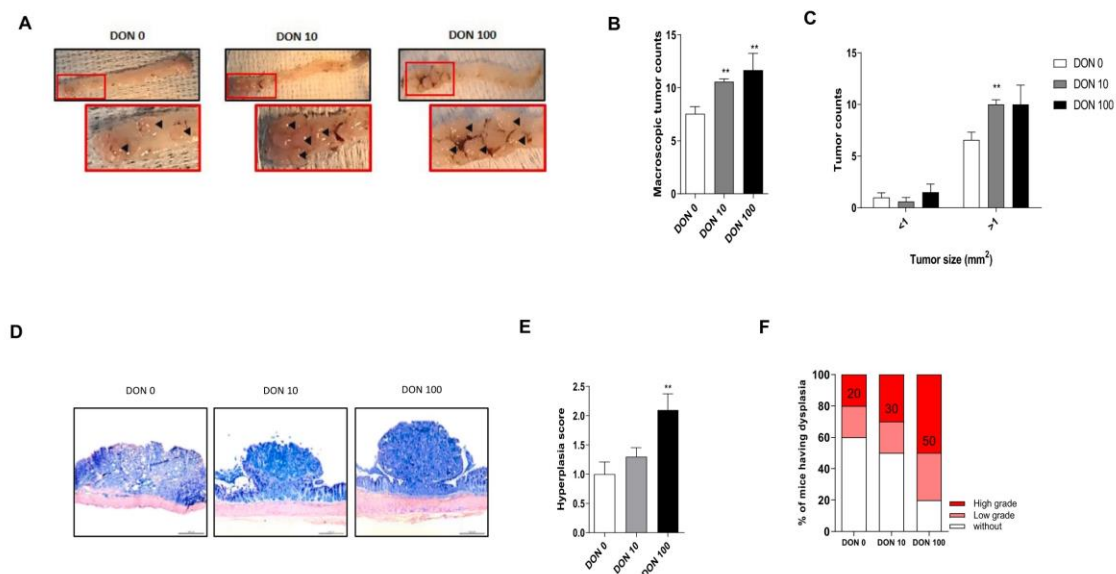 A
DON 0
DON 10
DON 100
B
Macroscopic tumor counts
15
10
5
0
**
**
DON 0
DON 10
DON 100
C
Tumor counts
15
10
5
0
**
<1
>1
Tumor size (mm²)
DON 0
DON 10
DON 100
D
DON 0
DON 10
DON 100
E
Hyperplasia score
2.5
2.0
1.5
1.0
0.5
0.0
**
DON 0
DON 10
DON 100
F
% of mice having dysplasia
100
80
60
40
20
0
20
30
50
DON 0
DON 10
DON 100
High grade
Low grade
without